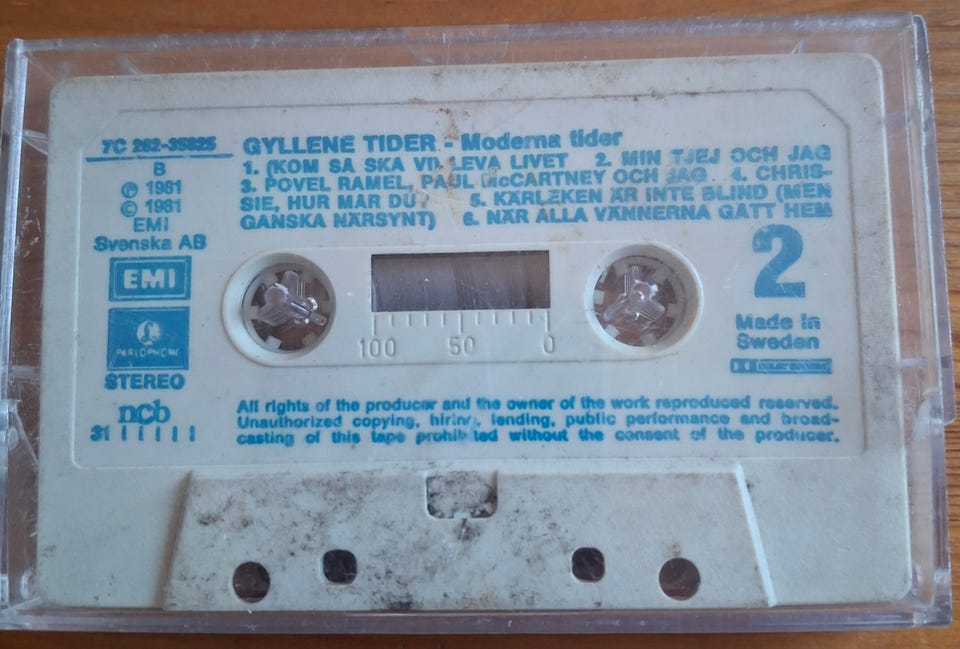 7C 262-35825
B
℗ 1981
© 1981
EMI
Svenska AB
EMI
PARLOPHONE
STEREO
ncb
31
GYLLENE TIDER - Moderna tider
1. (KOM SÅ SKA VI) LEVA LIVET 2. MIN TJEJ OCH JAG
3. POVEL RAMEL, PAUL McCARTNEY OCH JAG 4. CHRIS-
SIE, HUR MÅR DU? 5. KÄRLEKEN ÄR INTE BLIND (MEN
GANSKA NÄRSYNT) 6. NÄR ALLA VÄNNERNA GÅTT HEM
2
100 50 0
Made in
Sweden
DOLBY SYSTEM
All rights of the producer and the owner of the work reproduced reserved.
Unauthorized copying, hiring, lending, public performance and broad-
casting of this tape prohibited without the consent of the producer.